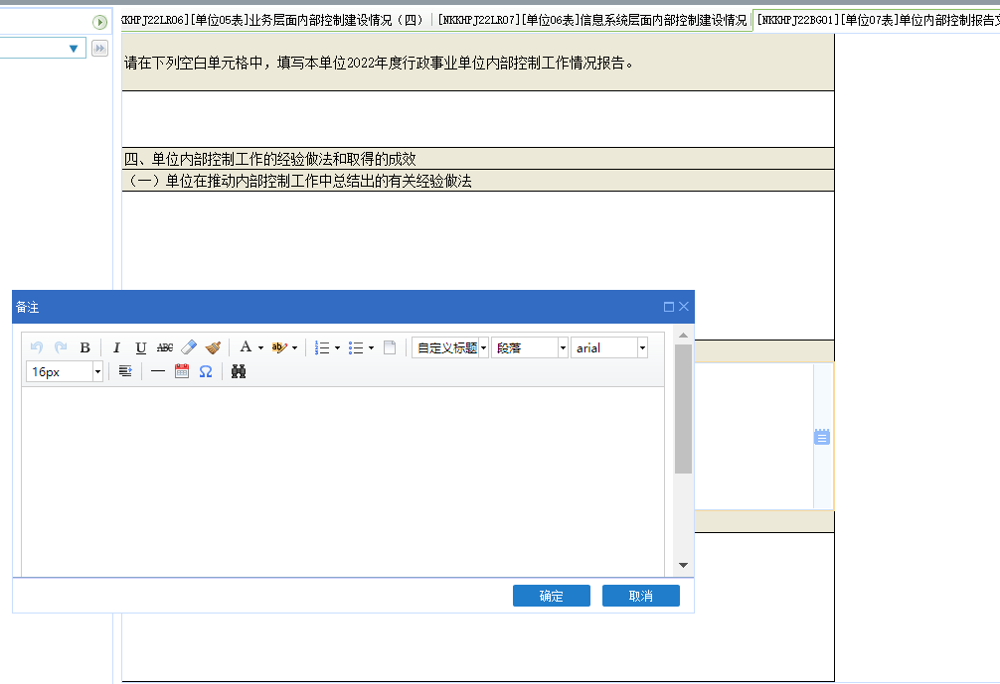 KKHPJ22LR06][单位05表]业务层面内部控制建设情况（四） [NKKHPJ22LR07][单位06表]信息系统层面内部控制建设情况 [NKKHPJ22BG01][单位07表]单位内部控制报告文
请在下列空白单元格中，填写本单位2022年度行政事业单位内部控制工作情况报告。
四、单位内部控制工作的经验做法和取得的成效
（一）单位在推动内部控制工作中总结出的有关经验做法
备注
B I U ABC A ab 自定义标题 段落 arial
16px
确定 取消